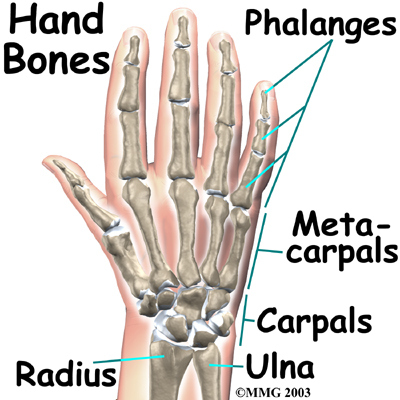 Hand
Bones
Phalanges
Meta-
carpals
Carpals
Radius
Ulna
©MMG 2003